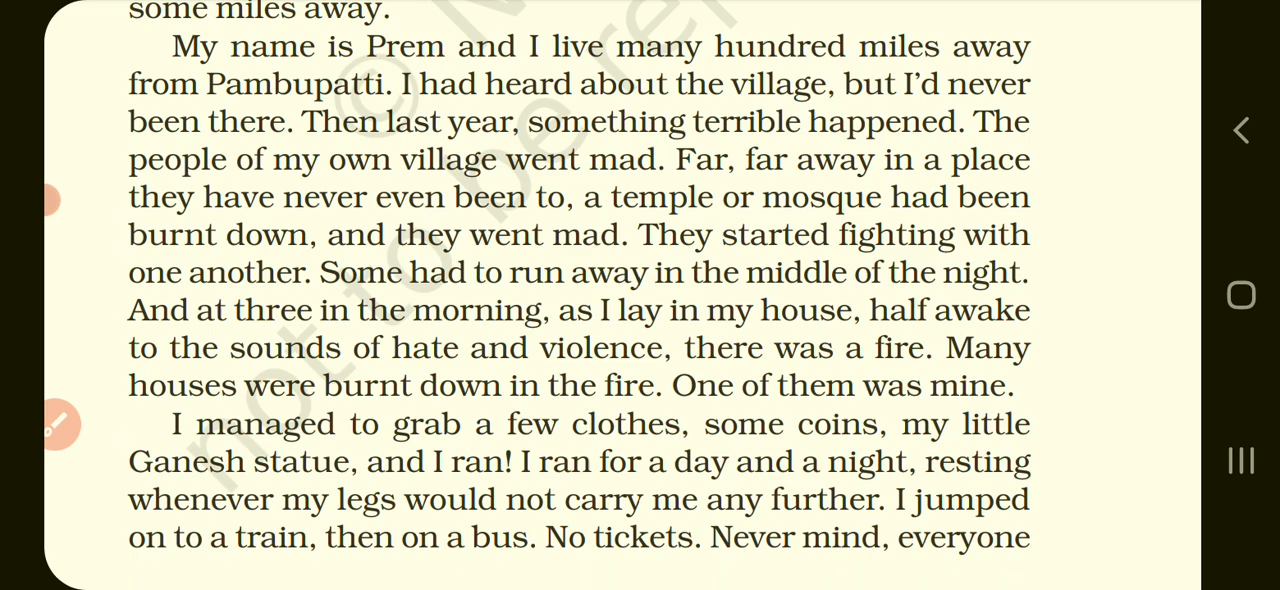 some miles away.
My name is Prem and I live many hundred miles away
from Pambupatti. I had heard about the village, but I'd never
been there. Then last year, something terrible happened. The
people of my own village went mad. Far, far away in a place
they have never even been to, a temple or mosque had been
burnt down, and they went mad. They started fighting with
one another. Some had to run away in the middle of the night.
And at three in the morning, as I lay in my house, half awake
to the sounds of hate and violence, there was a fire. Many
houses were burnt down in the fire. One of them was mine.
I managed to grab a few clothes, some coins, my little
Ganesh statue, and I ran! I ran for a day and a night, resting
whenever my legs would not carry me any further. I jumped
on to a train, then on a bus. No tickets. Never mind, everyone
© N
not to be re